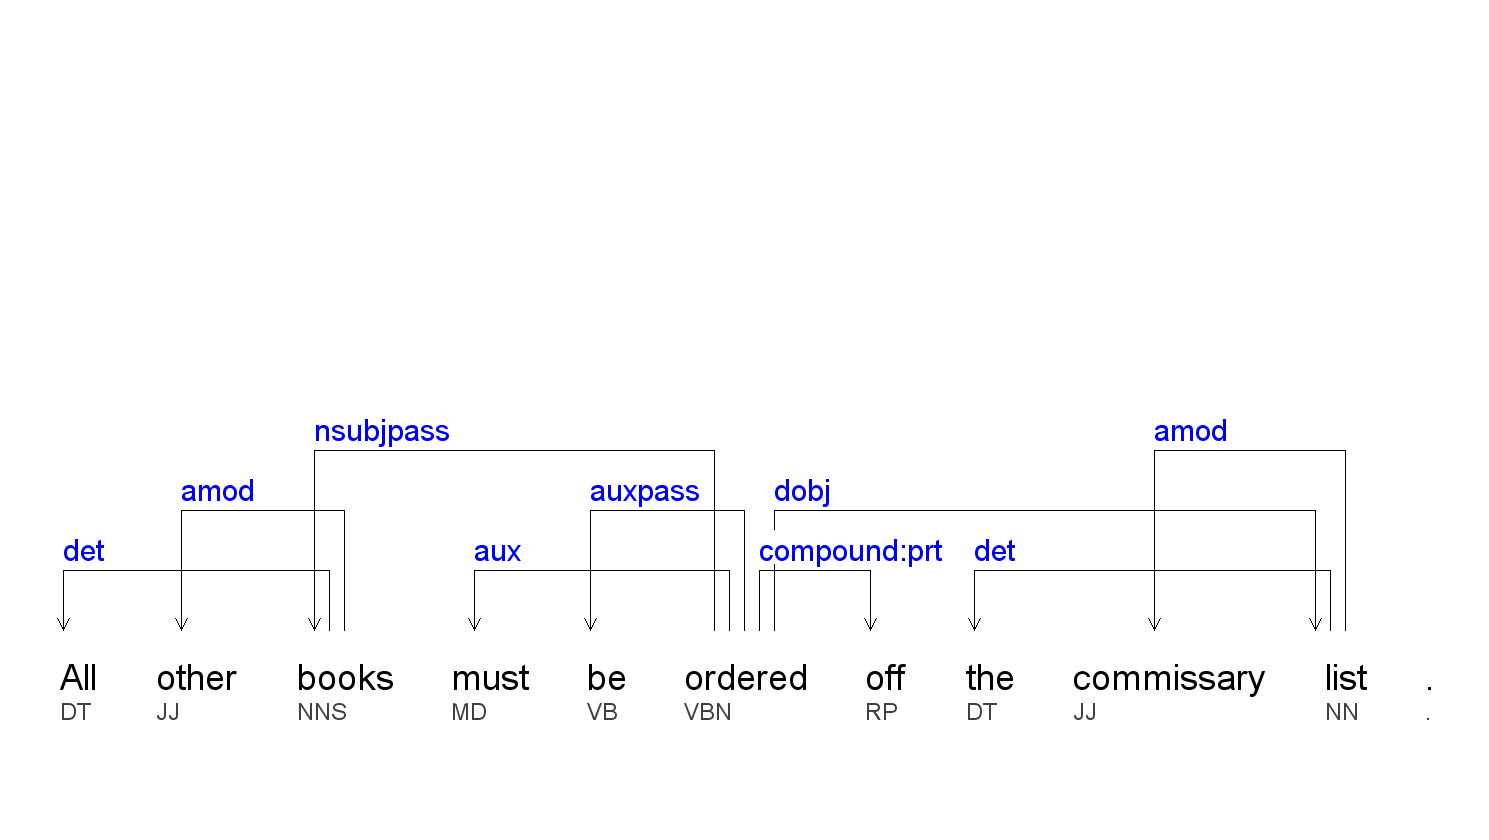 nsubjpass amod
amod auxpass dobj
det aux compound:prt det
All other books must be ordered off the commissary list .
DT JJ NNS MD VB VBN RP DT JJ NN .